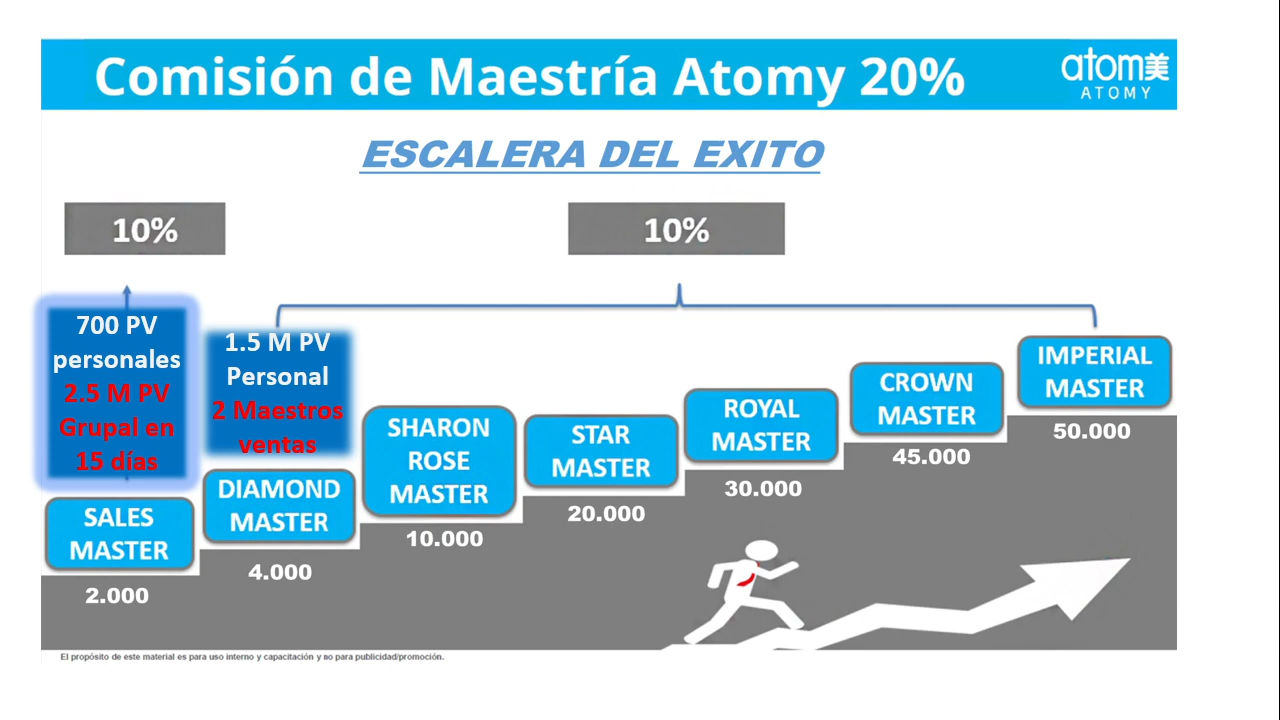 Comisión de Maestría Atomy 20%
atom美
ATOMY
ESCALERA DEL EXITO
10%
10%
700 PV
personales
2.5 M PV
Grupal en
15 días
1.5 M PV
Personal
2 Maestros
ventas
SALES
MASTER
2.000
DIAMOND
MASTER
4.000
SHARON
ROSE
MASTER
10.000
STAR
MASTER
20.000
ROYAL
MASTER
30.000
CROWN
MASTER
45.000
IMPERIAL
MASTER
50.000
El propósito de este material es para uso interno y capacitación y no para publicidad/promoción.